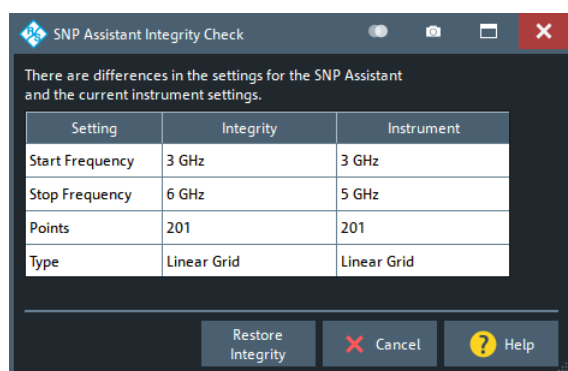 R&S SNP Assistant Integrity Check
There are differences in the settings for the SNP Assistant
and the current instrument settings.
Setting Integrity Instrument
Start Frequency 3 GHz 3 GHz
Stop Frequency 6 GHz 5 GHz
Points 201 201
Type Linear Grid Linear Grid
Restore
Integrity
Cancel
? Help